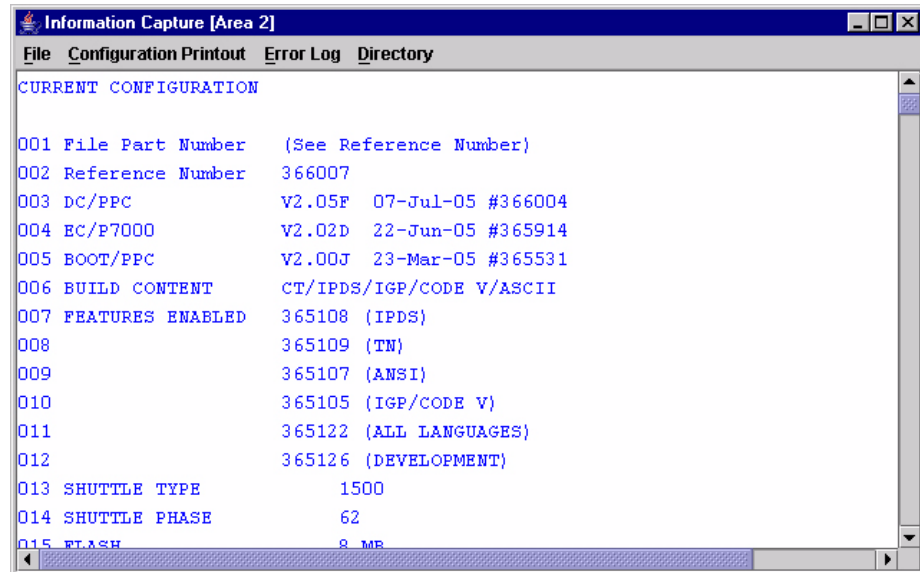 Information Capture [Area 2]
File Configuration Printout Error Log Directory
CURRENT CONFIGURATION
001 File Part Number (See Reference Number)
002 Reference Number 366007
003 DC/PPC V2.05F 07-Jul-05 #366004
004 EC/P7000 V2.02D 22-Jun-05 #365914
005 BOOT/PPC V2.00J 23-Mar-05 #365531
006 BUILD CONTENT CT/IPDS/IGP/CODE V/ASCII
007 FEATURES ENABLED 365108 (IPDS)
008 365109 (TN)
009 365107 (ANSI)
010 365105 (IGP/CODE V)
011 365122 (ALL LANGUAGES)
012 365126 (DEVELOPMENT)
013 SHUTTLE TYPE 1500
014 SHUTTLE PHASE 62
015 FLASH 8 MB